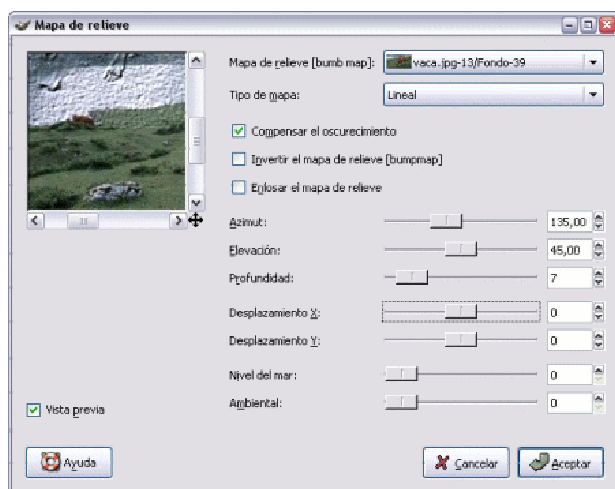 Mapa de relieve
Mapa de relieve [bumb map]: vaca.jpg-13/Fondo-39
Tipo de mapa: Lineal
Compensar el oscurecimiento
Invertir el mapa de relieve [bumpmap]
Enlosar el mapa de relieve
Azimut: 135,00
Elevación: 45,00
Profundidad: 7
Desplazamiento X: 0
Desplazamiento Y: 0
Nivel del mar: 0
Ambiental: 0
Vista previa
Ayuda Cancelar Aceptar